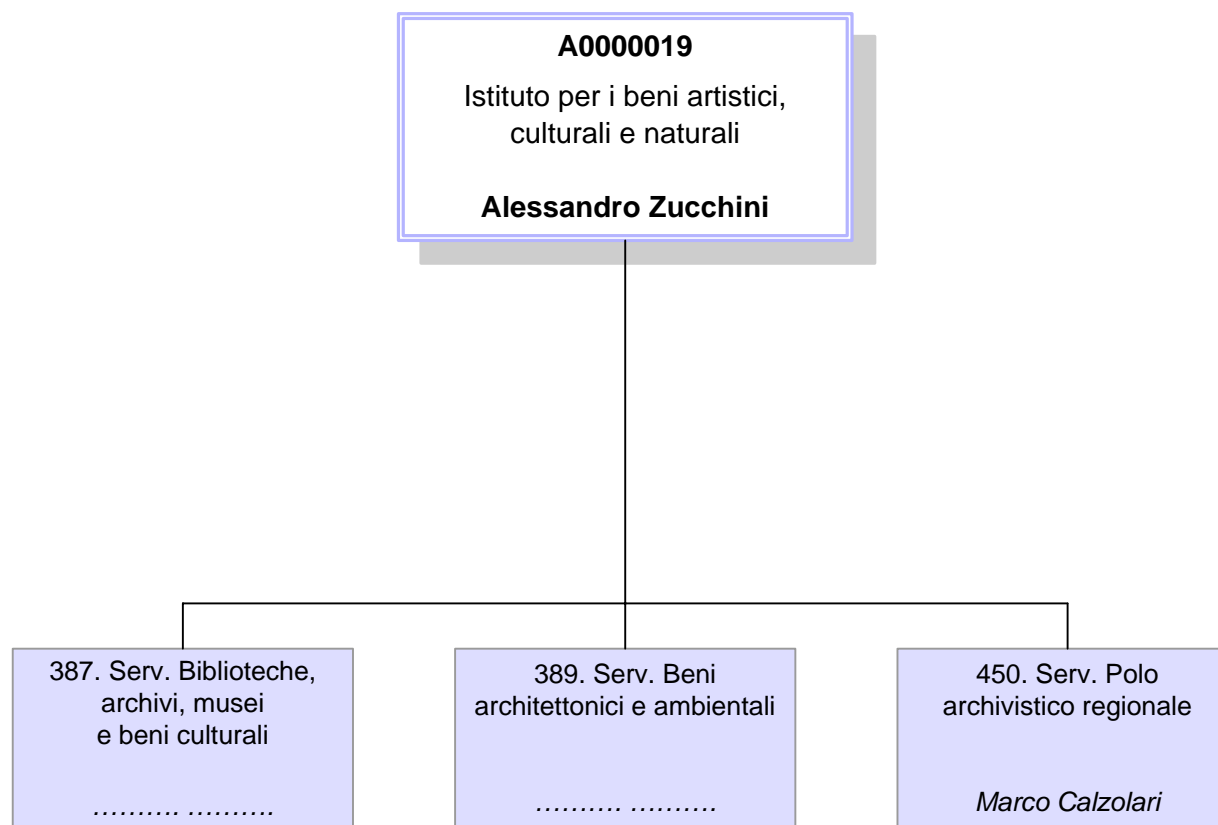 A0000019
Istituto per i beni artistici,
culturali e naturali
Alessandro Zucchini
387. Serv. Biblioteche,
archivi, musei
e beni culturali
………. ……….
389. Serv. Beni
architettonici e ambientali
………. ……….
450. Serv. Polo
archivistico regionale
Marco Calzolari